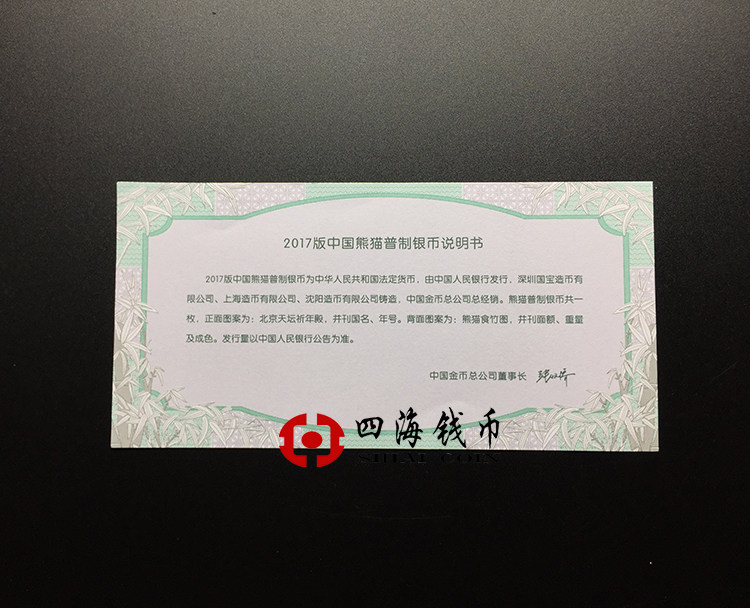 2017版中国熊猫普制银币说明书
2017版中国熊猫普制银币为中华人民共和国法定货币，由中国人民银行发行，深圳国宝造币有
限公司、上海造币有限公司、沈阳造币有限公司铸造，中国金币总公司总经销。熊猫普制银币共一
枚，正面图案为：北京天坛祈年殿，并刊国名、年号。背面图案为：熊猫食竹图，并刊面额、重量
及成色。发行量以中国人民银行公告为准。
中国金币总公司董事长
四海钱币
SIHAI COIN